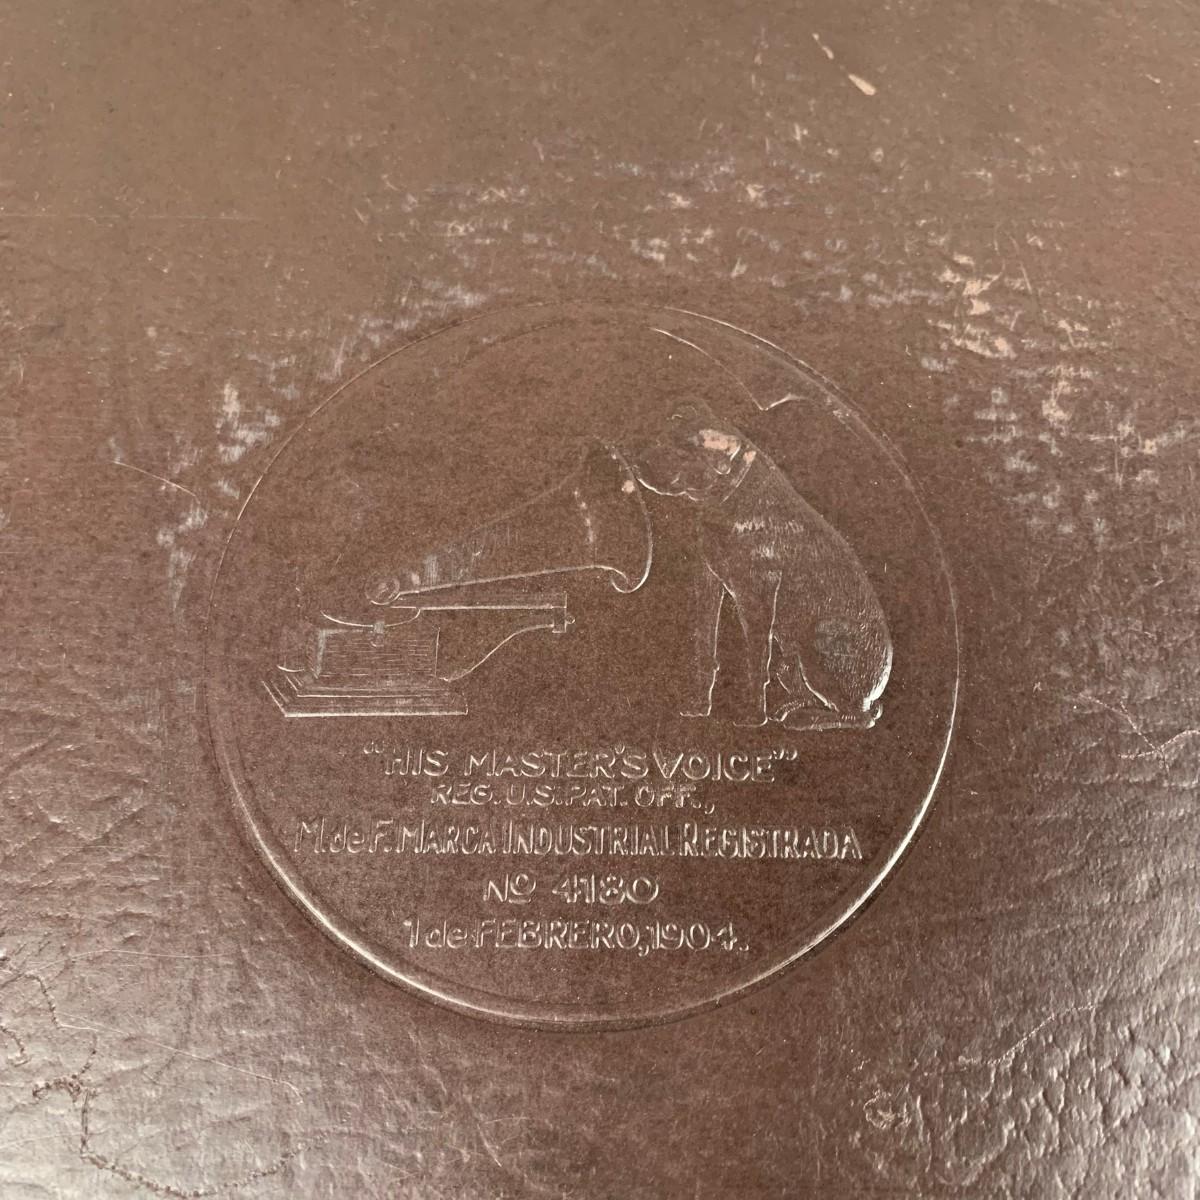 "HIS MASTER'S VOICE"
REG. U.S. PAT. OFF.,
M. de F. MARCA INDUSTRIAL REGISTRADA
No 4180
1 de FEBRERO, 1904.